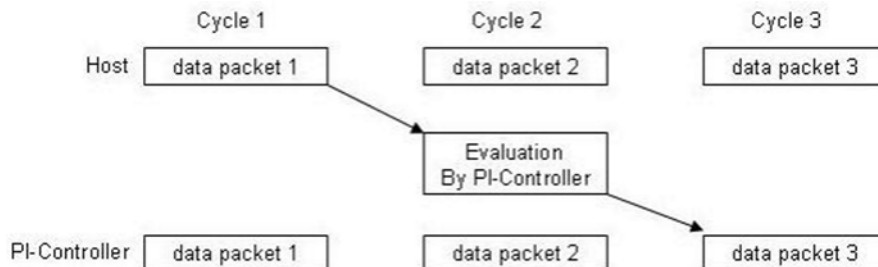 Cycle 1 Cycle 2 Cycle 3
Host data packet 1 data packet 2 data packet 3
Evaluation
By PI-Controller
PI-Controller data packet 1 data packet 2 data packet 3